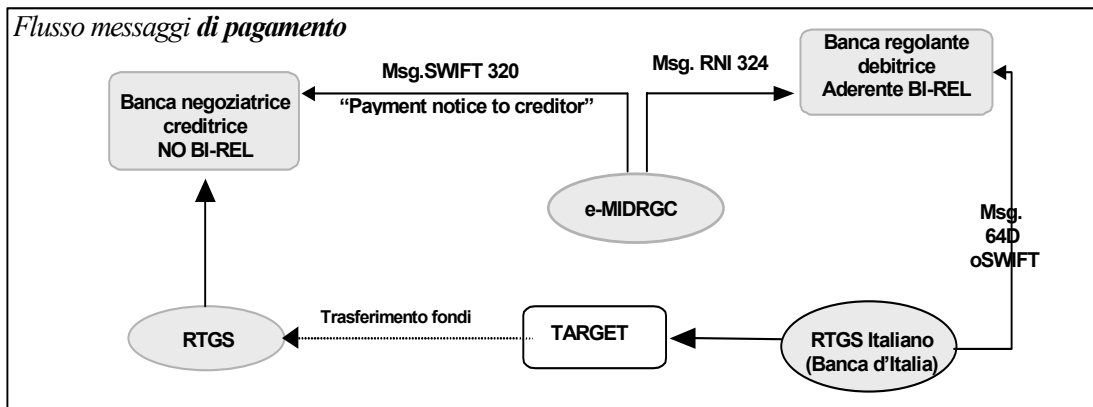 Flusso messaggi di pagamento
Banca negoziatrice
creditrice
NO BI-REL
Msg.SWIFT 320
“Payment notice to creditor”
Msg. RNI 324
Banca regolante
debitrice
Aderente BI-REL
e-MIDRGC
Msg.
64D
oSWIFT
RTGS
Trasferimento fondi
TARGET
RTGS Italiano
(Banca d’Italia)